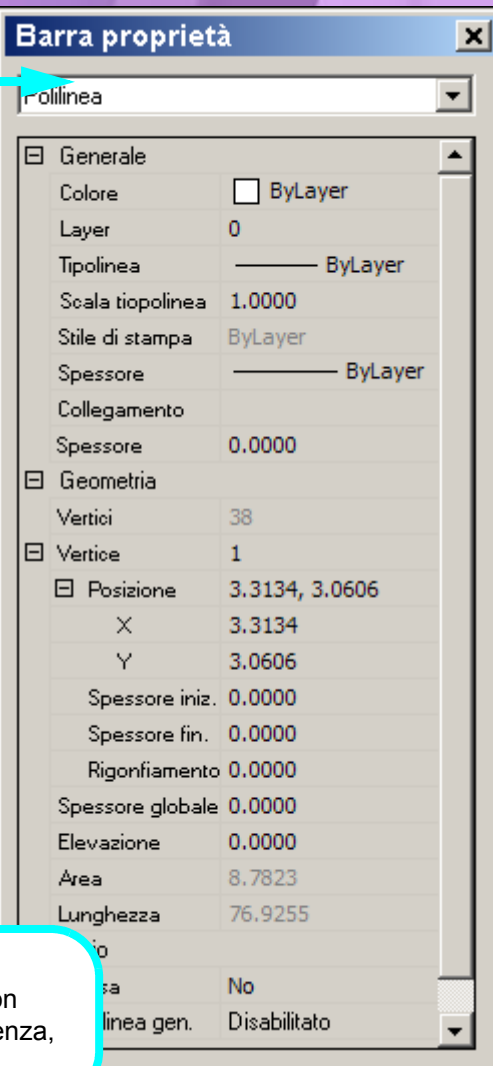 Barra proprietà
Polilinea
Generale
Colore ByLayer
Layer 0
Tipolinea ByLayer
Scala tiopolinea 1.0000
Stile di stampa ByLayer
Spessore ByLayer
Collegamento
Spessore 0.0000
Geometria
Vertici 38
Vertice 1
Posizione 3.3134, 3.0606
X 3.3134
Y 3.0606
Spessore iniz. 0.0000
Spessore fin. 0.0000
Rigonfiamento 0.0000
Spessore globale 0.0000
Elevazione 0.0000
Area 8.7823
Lunghezza 76.9255
No
linea gen. Disabilitato